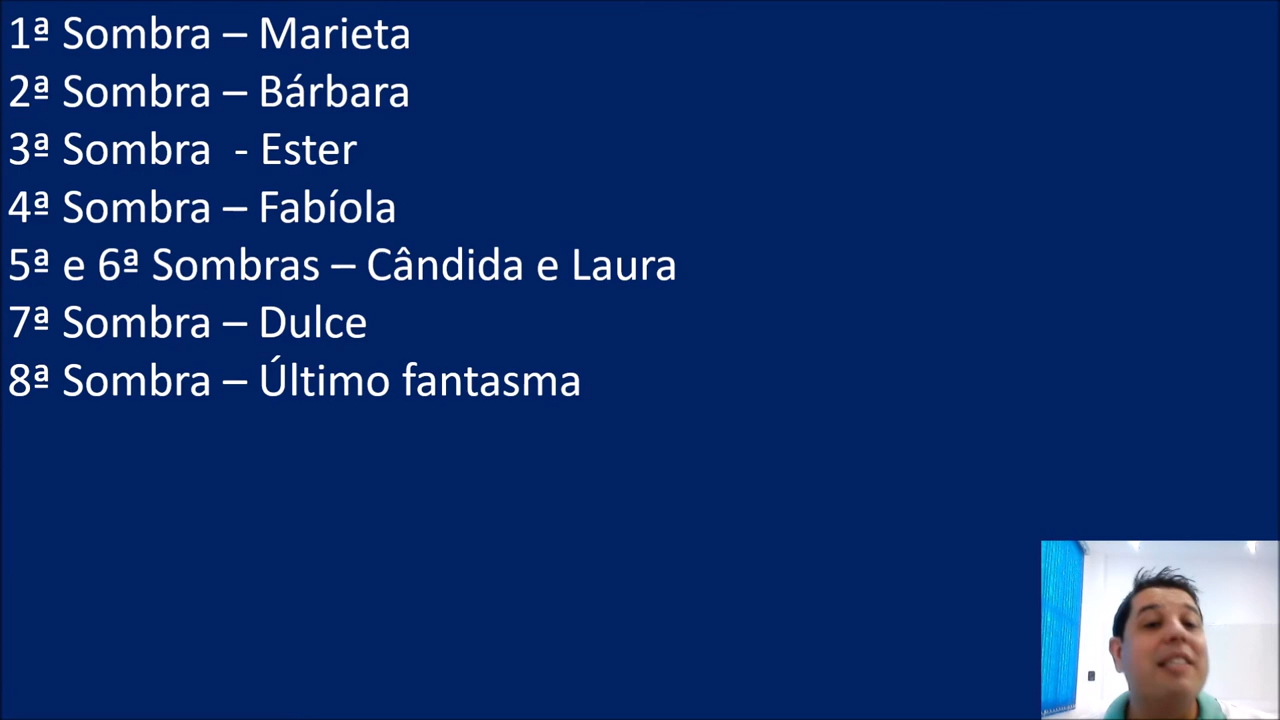 1ª Sombra – Marieta
2ª Sombra – Bárbara
3ª Sombra  - Ester
4ª Sombra – Fabíola
5ª e 6ª Sombras – Cândida e Laura
7ª Sombra – Dulce
8ª Sombra – Último fantasma